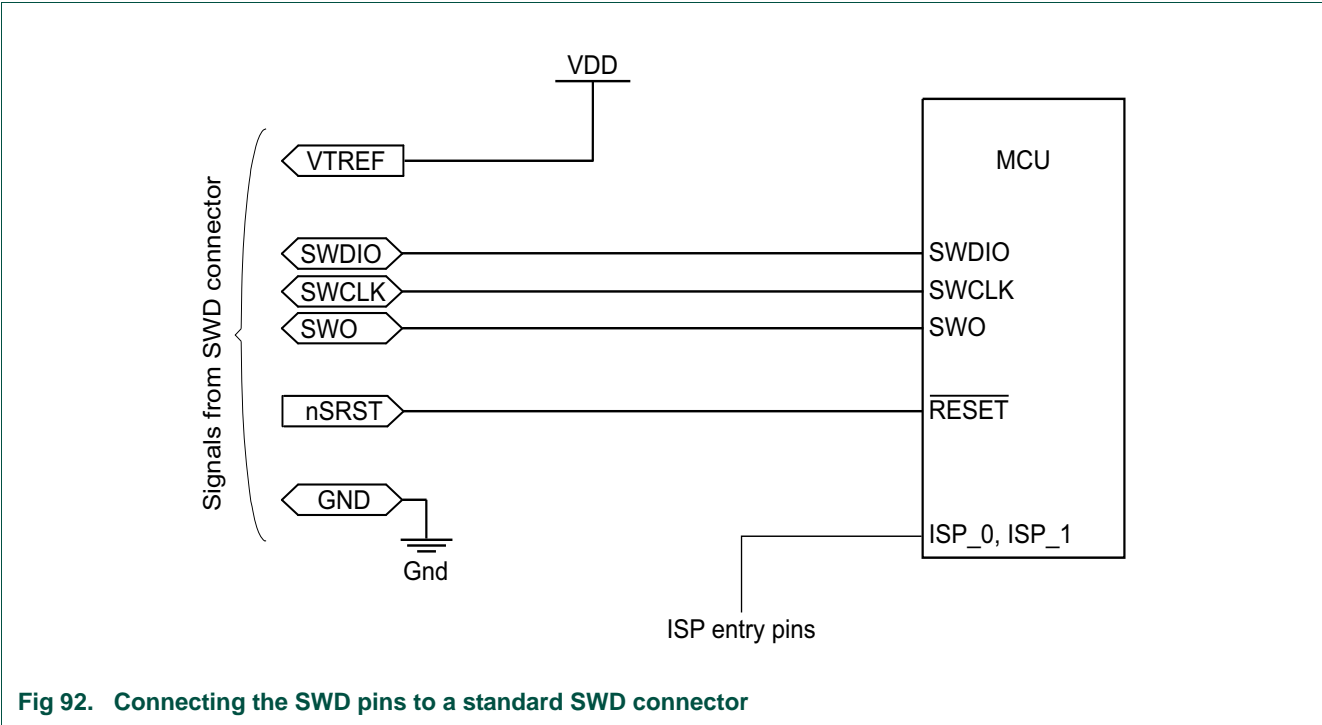 VDD
VTREF
MCU
Signals from SWD connector
SWDIO
SWDIO
SWCLK
SWCLK
SWO
SWO
nSRST
RESET
GND
ISP_0, ISP_1
Gnd
ISP entry pins
Fig 92. Connecting the SWD pins to a standard SWD connector